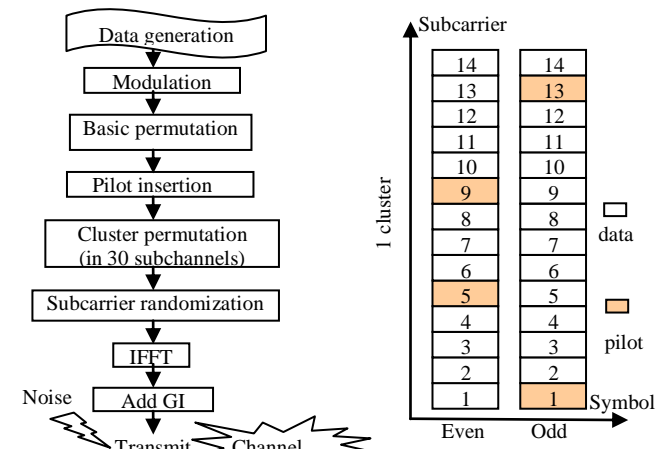 Data generation
Modulation
Basic permutation
Pilot insertion
Cluster permutation
(in 30 subchannels)
Subcarrier randomization
IFFT
Add GI
Noise
Transmit
Channel
Subcarrier
14 14
13 13
12 12
11 11
10 10
9 9
8 8
7 7
6 6
5 5
4 4
3 3
2 2
1 1
Symbol
Even Odd
1 cluster
data
pilot